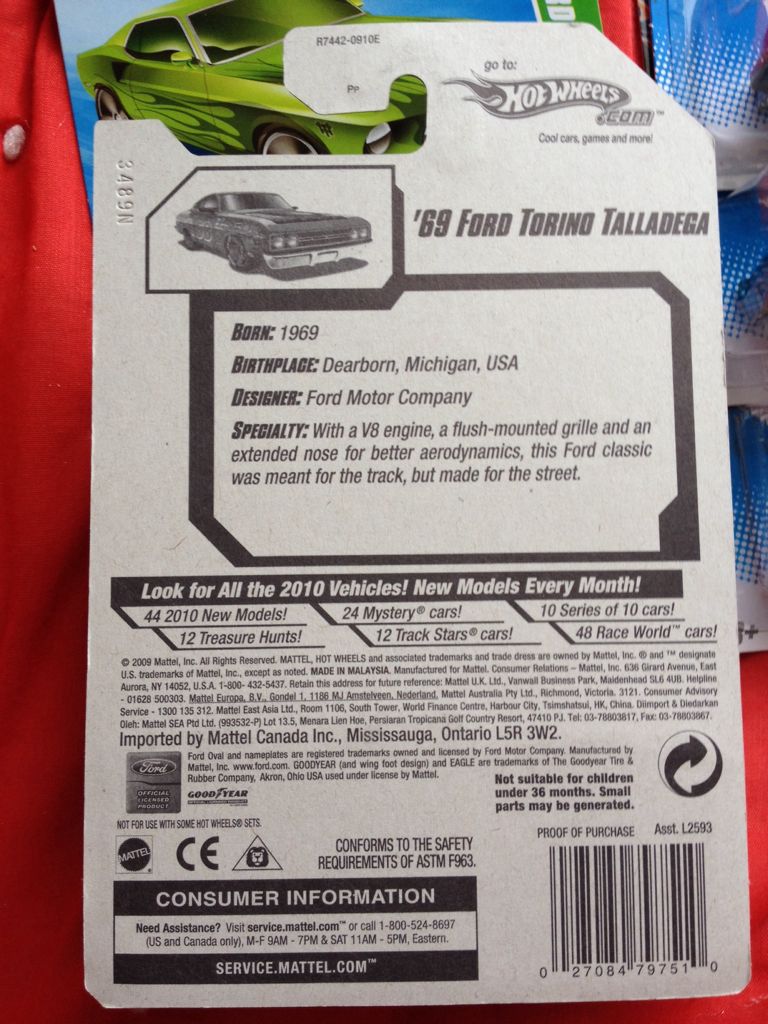 R7442-0910E
PP
go to:
HOT WHEELS
.COM™
Cool cars, games and more!
3489N
'69 FORD TORINO TALLADEGA
BORN: 1969
BIRTHPLACE: Dearborn, Michigan, USA
DESIGNER: Ford Motor Company
SPECIALTY: With a V8 engine, a flush-mounted grille and an
extended nose for better aerodynamics, this Ford classic
was meant for the track, but made for the street.
Look for All the 2010 Vehicles! New Models Every Month!
44 2010 New Models! 24 Mystery® cars! 10 Series of 10 cars!
12 Treasure Hunts! 12 Track Stars® cars! 48 Race World™ cars!
© 2009 Mattel, Inc. All Rights Reserved. MATTEL, HOT WHEELS and associated trademarks and trade dress are owned by Mattel, Inc. ® and ™ designate
U.S. trademarks of Mattel, Inc., except as noted. MADE IN MALAYSIA. Manufactured for Mattel. Consumer Relations – Mattel, Inc. 636 Girard Avenue, East
Aurora, NY 14052, U.S.A. 1-800- 432-5437. Retain this address for future reference: Mattel U.K. Ltd., Vanwall Business Park, Maidenhead SL6 4UB. Helpline
- 01628 500303. Mattel Europa, B.V., Gondel 1, 1186 MJ Amstelveen, Nederland. Mattel Australia Pty Ltd., Richmond, Victoria. 3121. Consumer Advisory
Service - 1300 135 312. Mattel East Asia Ltd., Room 1106, South Tower, World Finance Centre, Harbour City, Tsimshatsui, HK, China. Diimport & Diedarkan
Oleh: Mattel SEA Ptd Ltd. (993532-P) Lot 13.5, Menara Lien Hoe, Persiaran Tropicana Golf Country Resort, 47410 PJ. Tel: 03-78803817, Fax: 03-78803867.
Imported by Mattel Canada Inc., Mississauga, Ontario L5R 3W2.
Ford
OFFICIAL
LICENSED
PRODUCT
Ford Oval and nameplates are registered trademarks owned and licensed by Ford Motor Company. Manufactured by
Mattel, Inc. www.ford.com. GOODYEAR (and wing foot design) and EAGLE are trademarks of The Goodyear Tire &
Rubber Company, Akron, Ohio USA used under license by Mattel.
GOODYEAR
Not suitable for children
under 36 months. Small
parts may be generated.
NOT FOR USE WITH SOME HOT WHEELS® SETS.
PROOF OF PURCHASE Asst. L2593
MATTEL
CE
CONFORMS TO THE SAFETY
REQUIREMENTS OF ASTM F963.
CONSUMER INFORMATION
Need Assistance? Visit service.mattel.com™ or call 1-800-524-8697
(US and Canada only), M-F 9AM - 7PM & SAT 11AM - 5PM, Eastern.
SERVICE.MATTEL.COM™
0 27084 79751 0